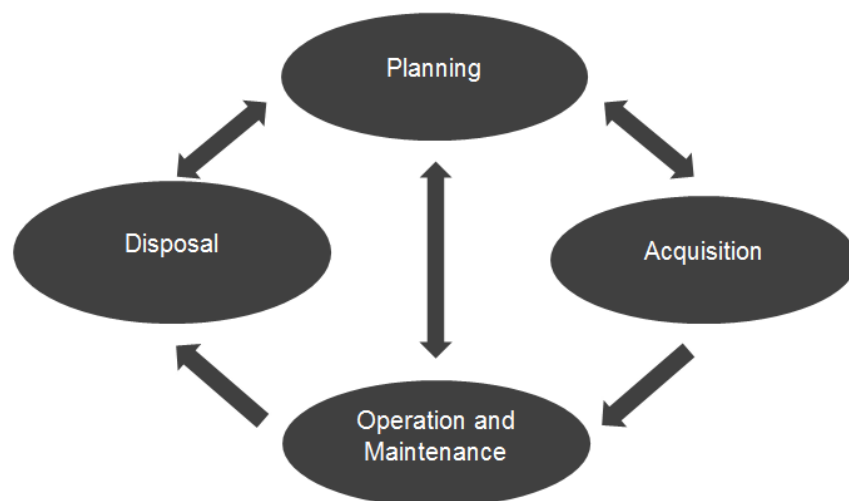 Planning
Disposal
Acquisition
Operation and
Maintenance